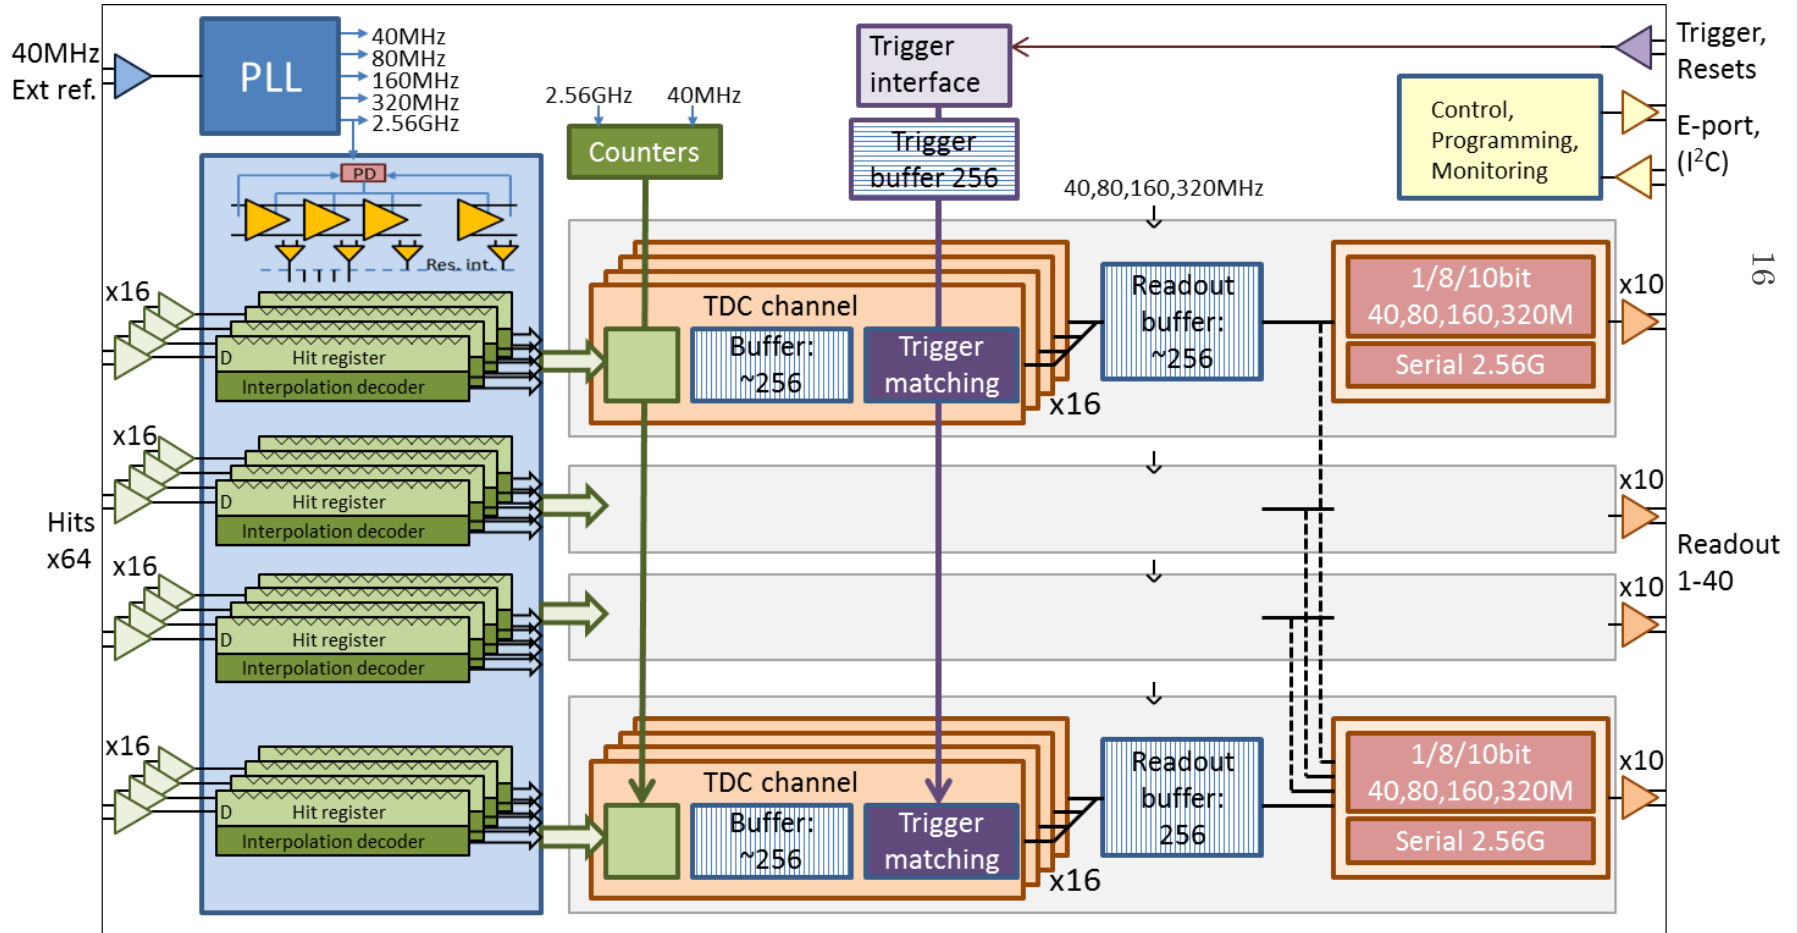 40MHz
Ext ref.
PLL
40MHz
80MHz
160MHz
320MHz
2.56GHz
PD
Res. int.
2.56GHz
40MHz
Counters
Trigger
interface
Trigger
buffer 256
40,80,160,320MHz
Control,
Programming,
Monitoring
Trigger,
Resets
E-port,
(I²C)
16
x16
D
Hit register
Interpolation decoder
TDC channel
Buffer:
~256
Trigger
matching
x16
Readout
buffer:
~256
1/8/10bit
40,80,160,320M
Serial 2.56G
x10
x16
D
Hit register
Interpolation decoder
x10
Hits
x64
Readout
1-40
x16
D
Hit register
Interpolation decoder
x10
x16
D
Hit register
Interpolation decoder
TDC channel
Buffer:
~256
Trigger
matching
x16
Readout
buffer:
256
1/8/10bit
40,80,160,320M
Serial 2.56G
x10